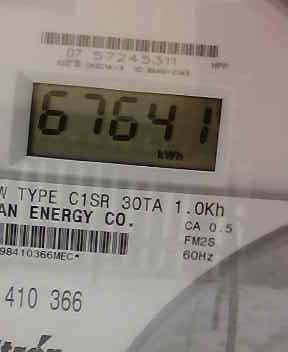 07 57245311
67641
kWh
W TYPE C1SR 30TA 1.0Kh
AN ENERGY CO.
CA 0.5
FM2S
60Hz
98410366MEC*
410 366